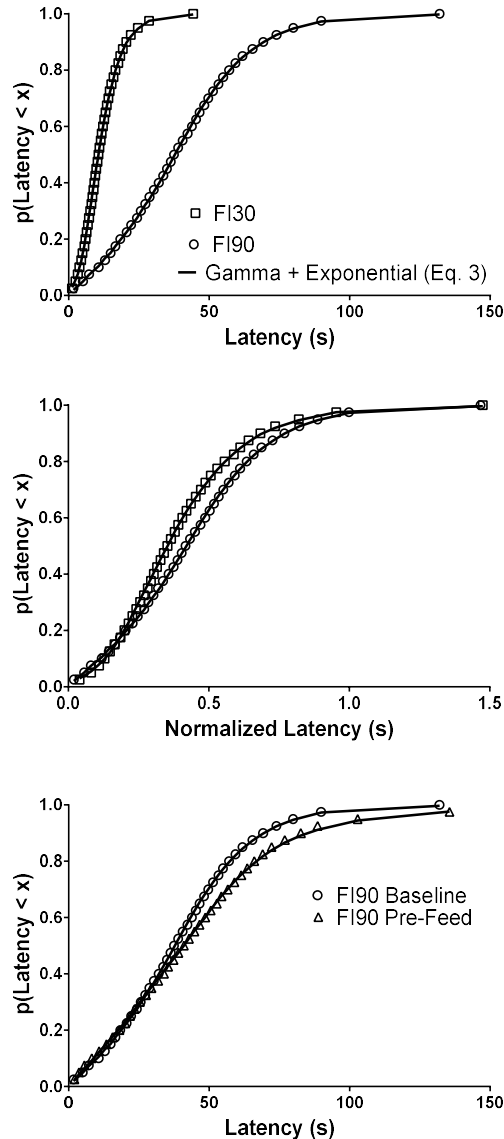 p(Latency < x)
1.0
0.8
0.6
0.4
0.2
0.0
FI30
FI90
Gamma + Exponential (Eq. 3)
0
50
100
150
Latency (s)
p(Latency < x)
1.0
0.8
0.6
0.4
0.2
0.0
0.0
0.5
1.0
1.5
Normalized Latency (s)
p(Latency < x)
1.0
0.8
0.6
0.4
0.2
0.0
FI90 Baseline
FI90 Pre-Feed
0
50
100
150
Latency (s)